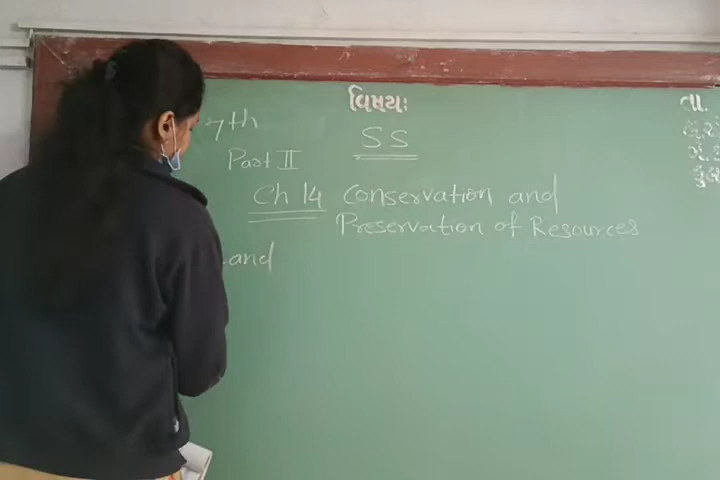 વિષયઃ
તા.
7th
SS
Part II
Ch 14 Conservation and
Preservation of Resources
and